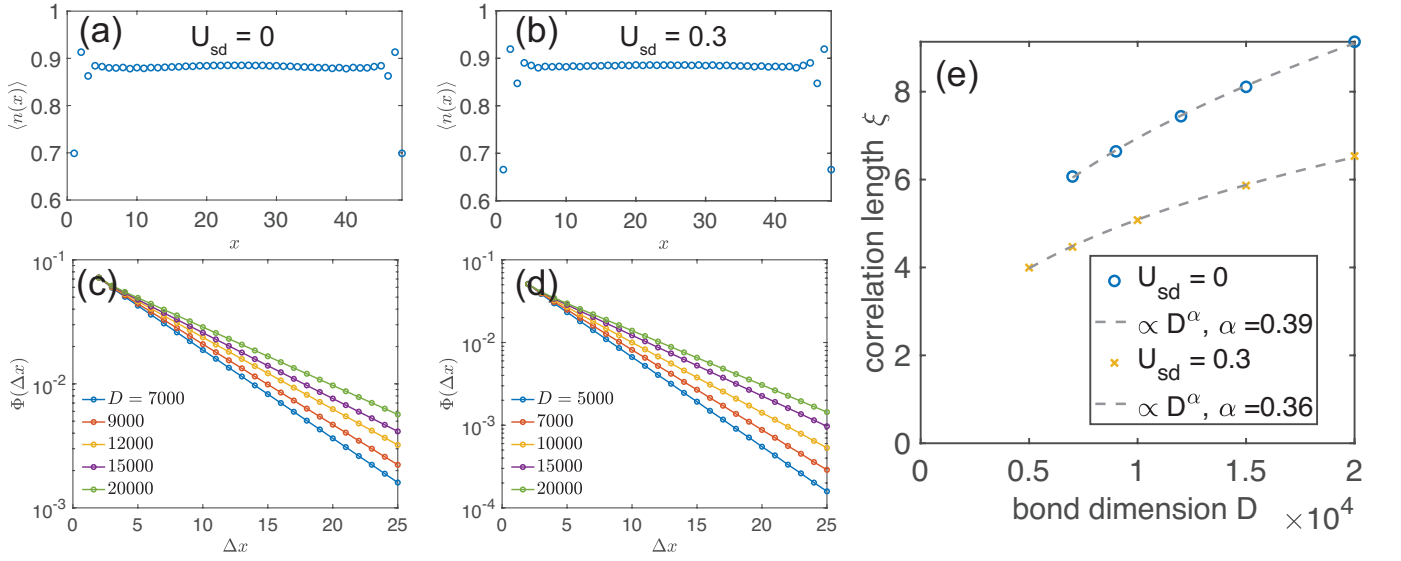 (a)
U_sd = 0
1
0.9
0.8
0.7
0.6
⟨n(x)⟩
0
10
20
30
40
x
(b)
U_sd = 0.3
1
0.9
0.8
0.7
0.6
⟨n(x)⟩
0
10
20
30
40
x
(c)
10^-1
10^-2
10^-3
Φ(Δx)
D = 7000
9000
12000
15000
20000
0
5
10
15
20
25
Δx
(d)
10^-1
10^-2
10^-3
10^-4
Φ(Δx)
D = 5000
7000
10000
15000
20000
0
5
10
15
20
25
Δx
(e)
8
6
4
2
0
correlation length ξ
U_sd = 0
∝ D^α, α =0.39
U_sd = 0.3
∝ D^α, α =0.36
0
0.5
1
1.5
2
bond dimension D
×10^4